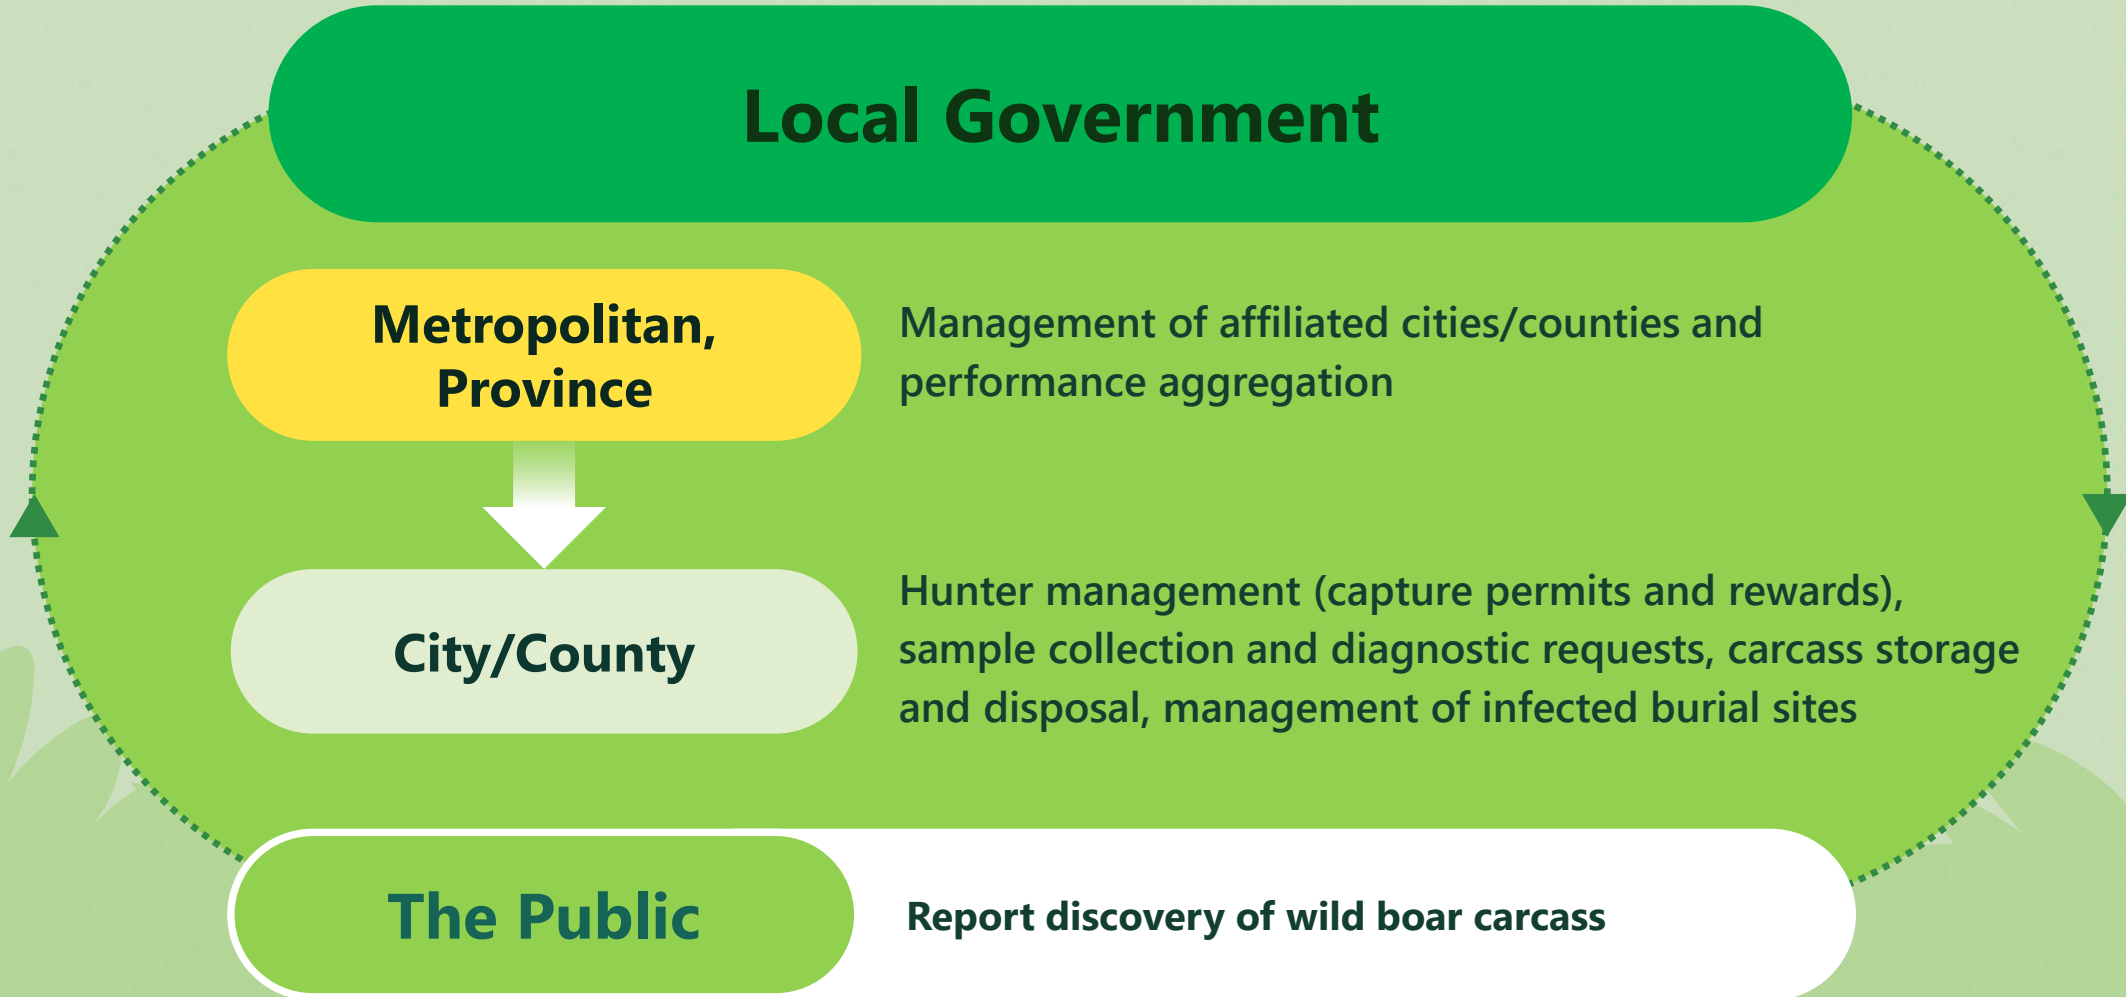 Local Government
Metropolitan,
Province
Management of affiliated cities/counties and
performance aggregation
City/County
Hunter management (capture permits and rewards),
sample collection and diagnostic requests, carcass storage
and disposal, management of infected burial sites
The Public
Report discovery of wild boar carcass